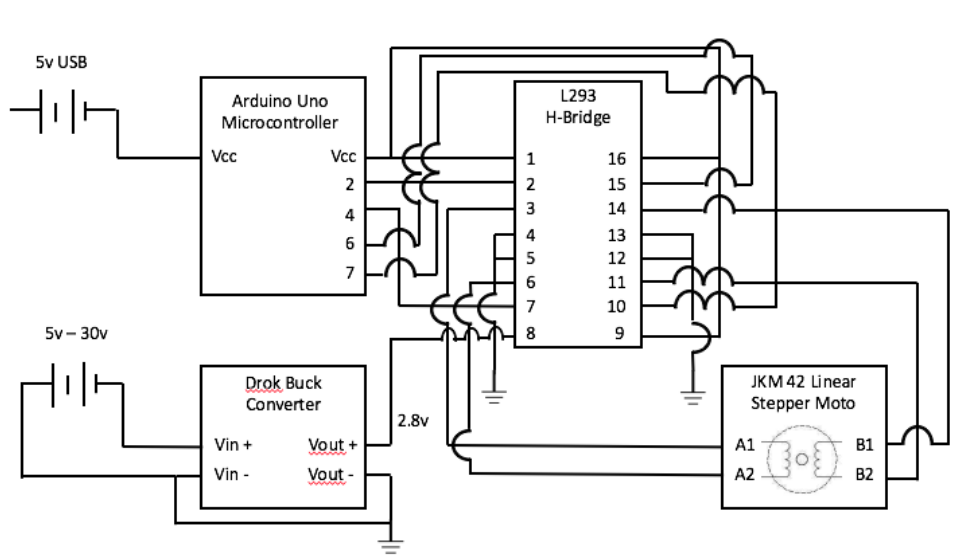 5v USB
Arduino Uno
Microcontroller
Vcc
Vcc
2
4
6
7
L293
H-Bridge
1
2
3
4
5
6
7
8
16
15
14
13
12
11
10
9
5v – 30v
Drok Buck
Converter
Vin +
Vin -
Vout +
Vout -
2.8v
JKM 42 Linear
Stepper Moto
A1
A2
B1
B2